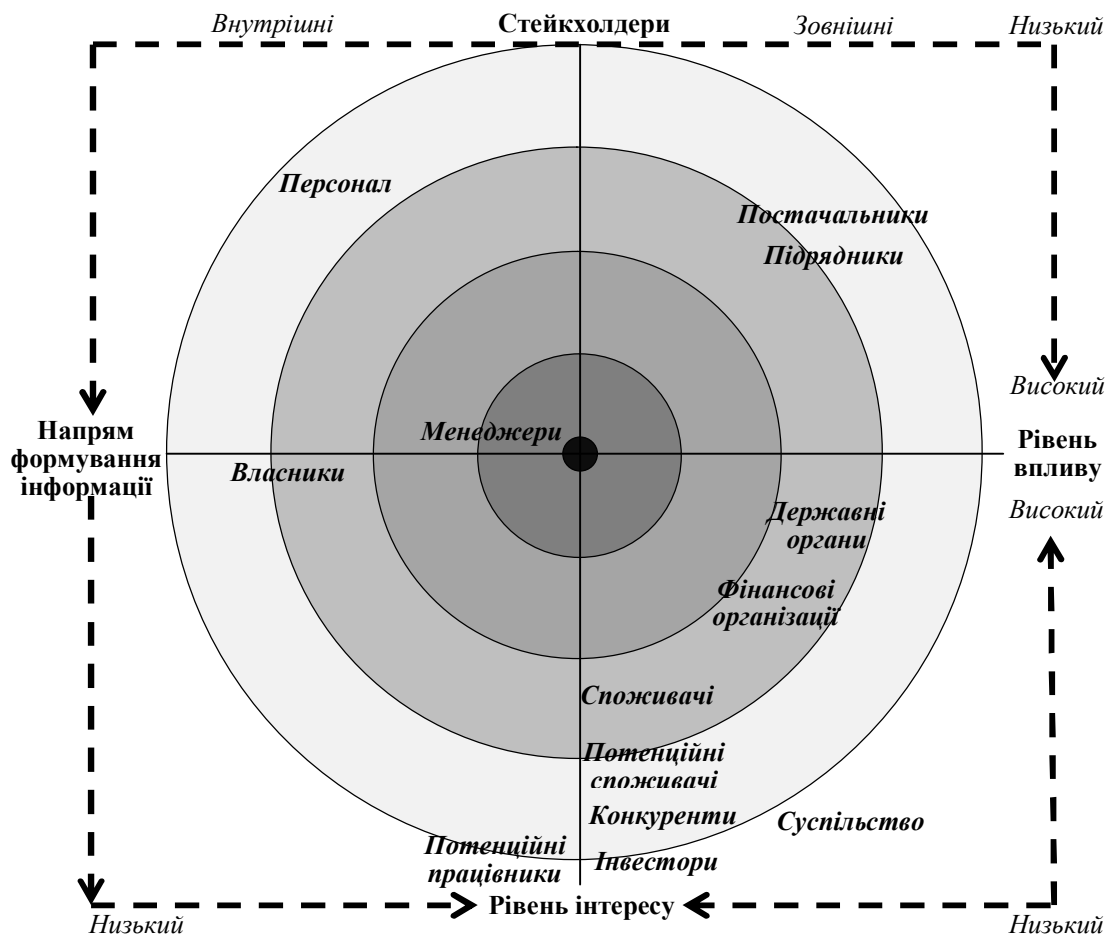 Внутрішні
Стейкхолдери
Зовнішні
Низький
Персонал
Постачальники
Підрядники
Високий
Менеджери
Напрям
формування
інформації
Рівень
впливу
Власники
Високий
Державні
органи
Фінансові
організації
Споживачі
Потенційні
споживачі
Конкуренти
Суспільство
Потенційні
працівники
Інвестори
Рівень інтересу
Низький
Низький